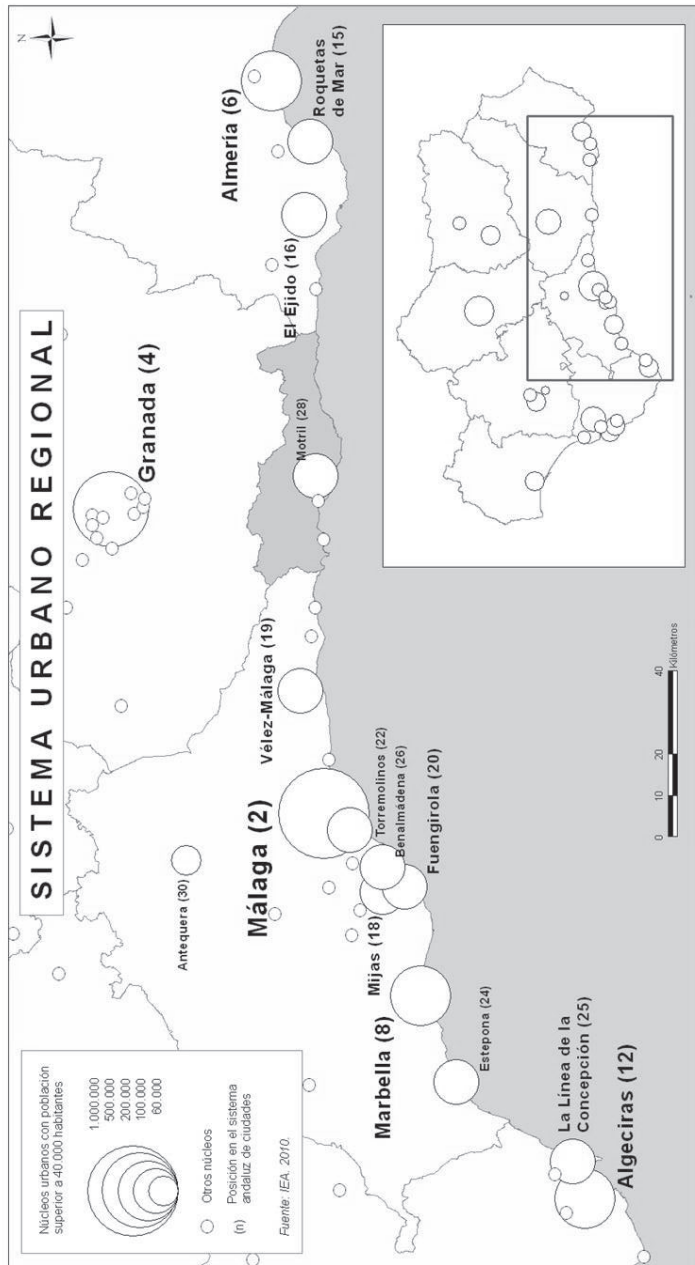 SISTEMA URBANO REGIONAL
Núcleos urbanos con población
superior a 40.000 habitantes
1.000.000
500.000
200.000
100.000
60.000
Otros núcleos
(n) Posición en el sistema
andaluz de ciudades
Fuente: IEA. 2010.
N
Granada (4)
Almería (6)
Roquetas
de Mar (15)
El Ejido (16)
Motril (28)
Vélez-Málaga (19)
Antequera (30)
Málaga (2)
Torremolinos (22)
Benalmádena (26)
Fuengirola (20)
Mijas (18)
Marbella (8)
Estepona (24)
La Línea de la
Concepción (25)
Algeciras (12)
0 10 20 40
Kilómetros